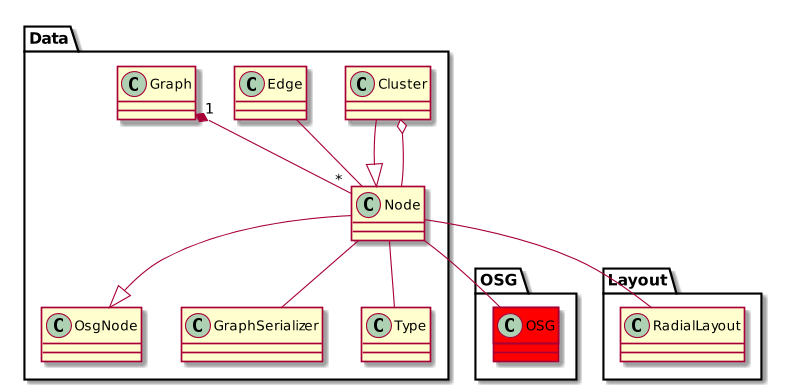 Data
C Graph
C Edge
C Cluster
1
*
C Node
OSG
Layout
C OsgNode
C GraphSerializer
C Type
C OSG
C RadialLayout